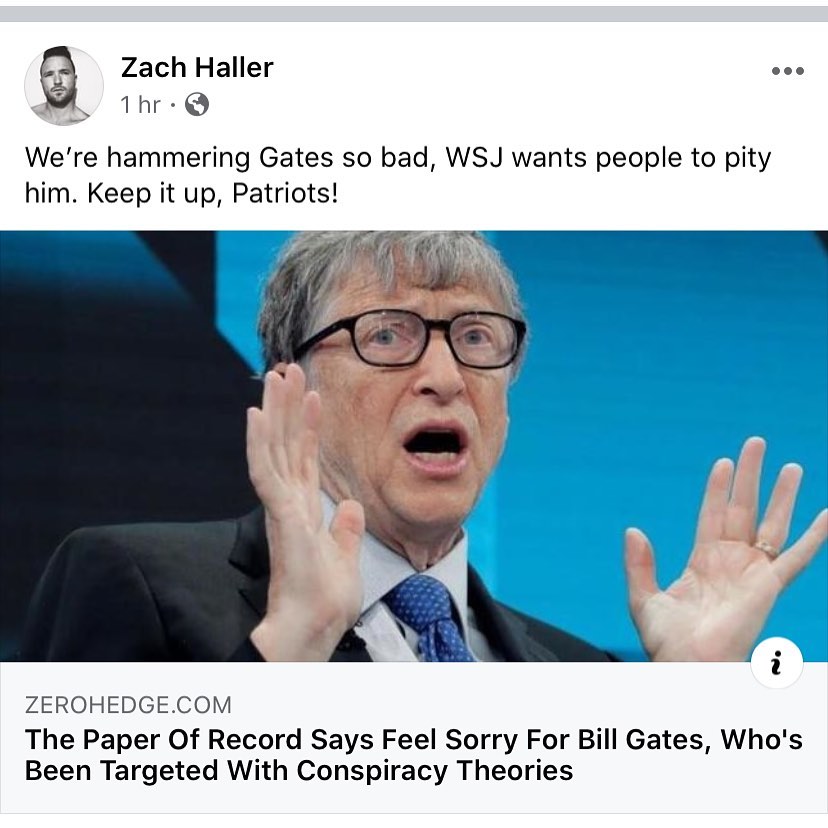 Zach Haller
1 hr ·
We’re hammering Gates so bad, WSJ wants people to pity
him. Keep it up, Patriots!
i
ZEROHEDGE.COM
The Paper Of Record Says Feel Sorry For Bill Gates, Who's
Been Targeted With Conspiracy Theories